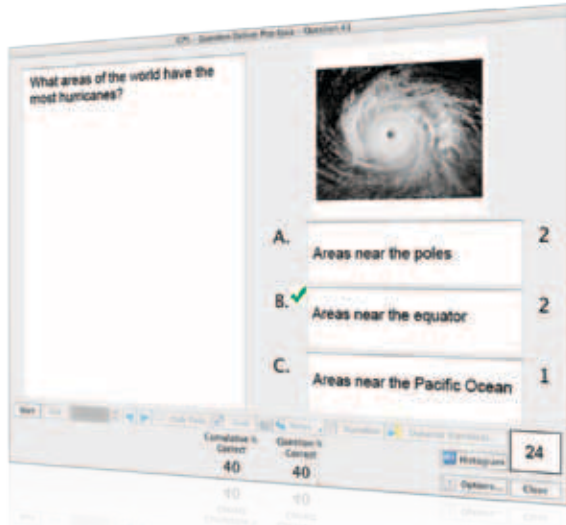 What areas of the world have the
most hurricanes?
A.
Areas near the poles
2
B.
Areas near the equator
2
C.
Areas near the Pacific Ocean
1
Start
Cumulative %
Correct
40
Question %
Correct
40
Histogram
24
Options...
Close